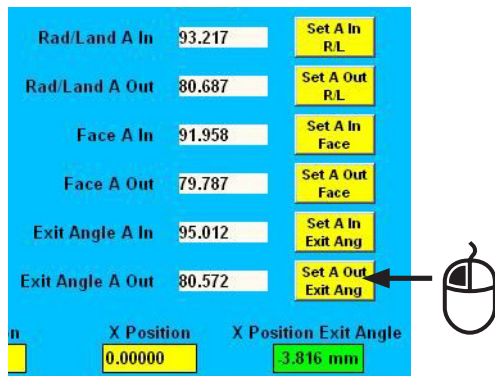 Rad/Land A In 93.217 Set A In
R/L
Rad/Land A Out 80.687 Set A Out
R/L
Face A In 91.958 Set A In
Face
Face A Out 79.787 Set A Out
Face
Exit Angle A In 95.012 Set A In
Exit Ang
Exit Angle A Out 80.572 Set A Out
Exit Ang
n X Position X Position Exit Angle
0.00000 -3.816 mm